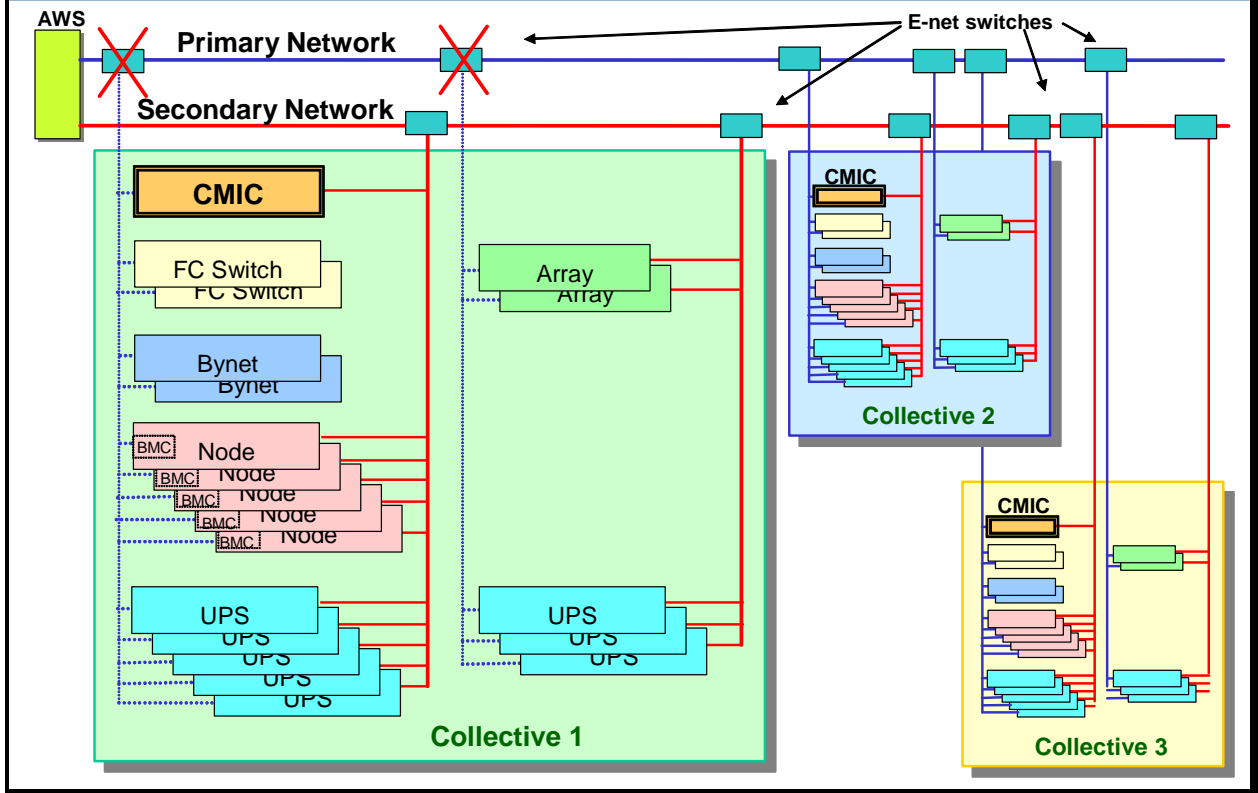 AWS
Primary Network
E-net switches
Secondary Network
CMIC
FC Switch
FC Switch
Bynet
Bynet
BMC
Node
BMC
Node
BMC
Node
BMC
Node
BMC
Node
UPS
UPS
UPS
UPS
UPS
Array
Array
UPS
UPS
UPS
Collective 1
CMIC
Collective 2
CMIC
Collective 3